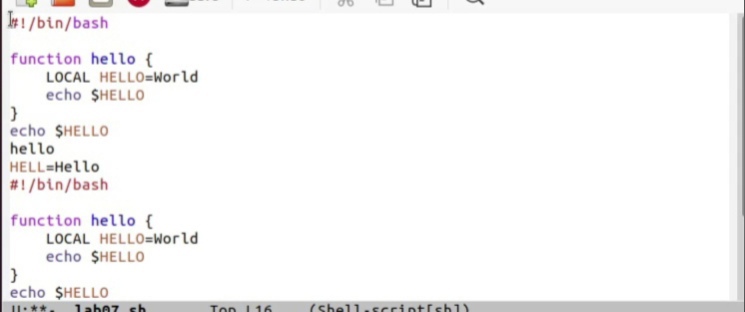 #!/bin/bash

function hello {
    LOCAL HELLO=World
    echo $HELLO
}
echo $HELLO
hello
HELL=Hello
#!/bin/bash

function hello {
    LOCAL HELLO=World
    echo $HELLO
}
echo $HELLO
U:**-  lab07.sh       Top L16    (Shell-script[sh])